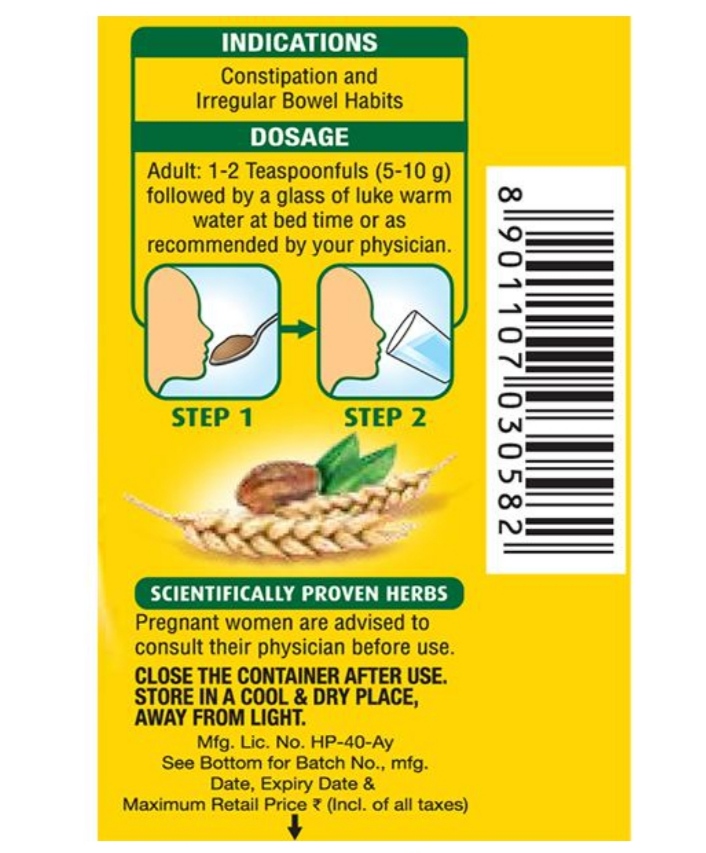 INDICATIONS
Constipation and
Irregular Bowel Habits
DOSAGE
Adult: 1-2 Teaspoonfuls (5-10 g)
followed by a glass of luke warm
water at bed time or as
recommended by your physician.
STEP 1
STEP 2
SCIENTIFICALLY PROVEN HERBS
Pregnant women are advised to
consult their physician before use.
CLOSE THE CONTAINER AFTER USE.
STORE IN A COOL & DRY PLACE,
AWAY FROM LIGHT.
Mfg. Lic. No. HP-40-Ay
See Bottom for Batch No., mfg.
Date, Expiry Date &
Maximum Retail Price ₹ (Incl. of all taxes)
8 901107 030582